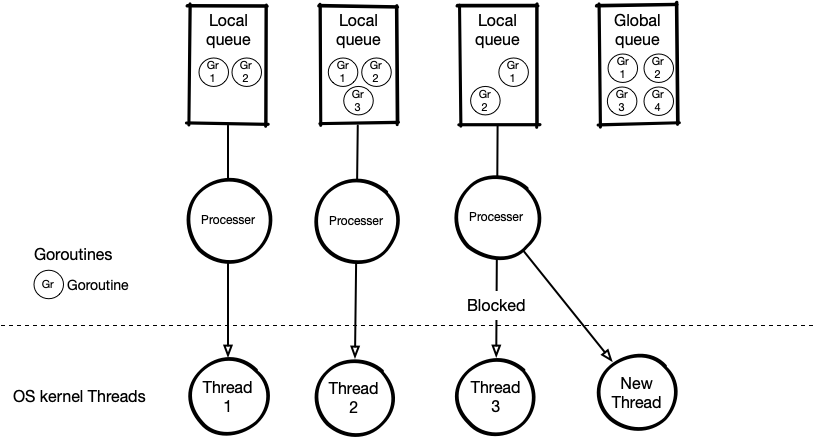 Local
queue
Gr
1
Gr
2
Local
queue
Gr
1
Gr
2
Gr
3
Local
queue
Gr
1
Gr
2
Global
queue
Gr
1
Gr
2
Gr
3
Gr
4
Processer
Processer
Processer
Goroutines
Gr
Goroutine
Blocked
OS kernel Threads
Thread
1
Thread
2
Thread
3
New
Thread